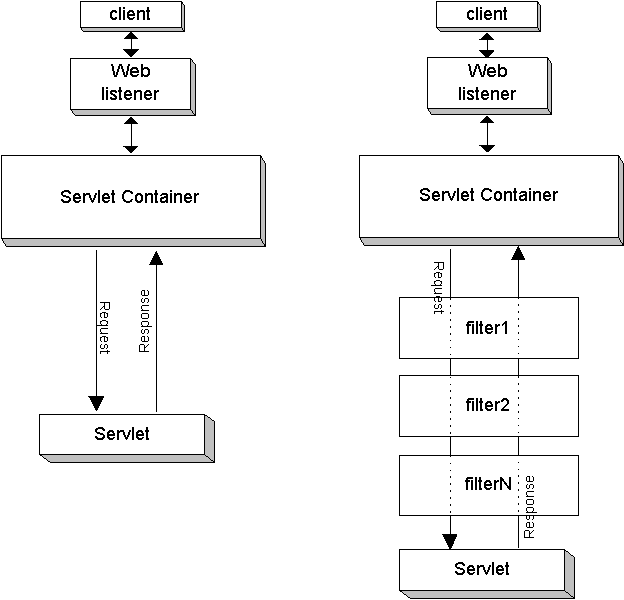 client
Web
listener
Servlet Container
Request
Response
Servlet
client
Web
listener
Servlet Container
Request
filter1
filter2
filterN
Response
Servlet